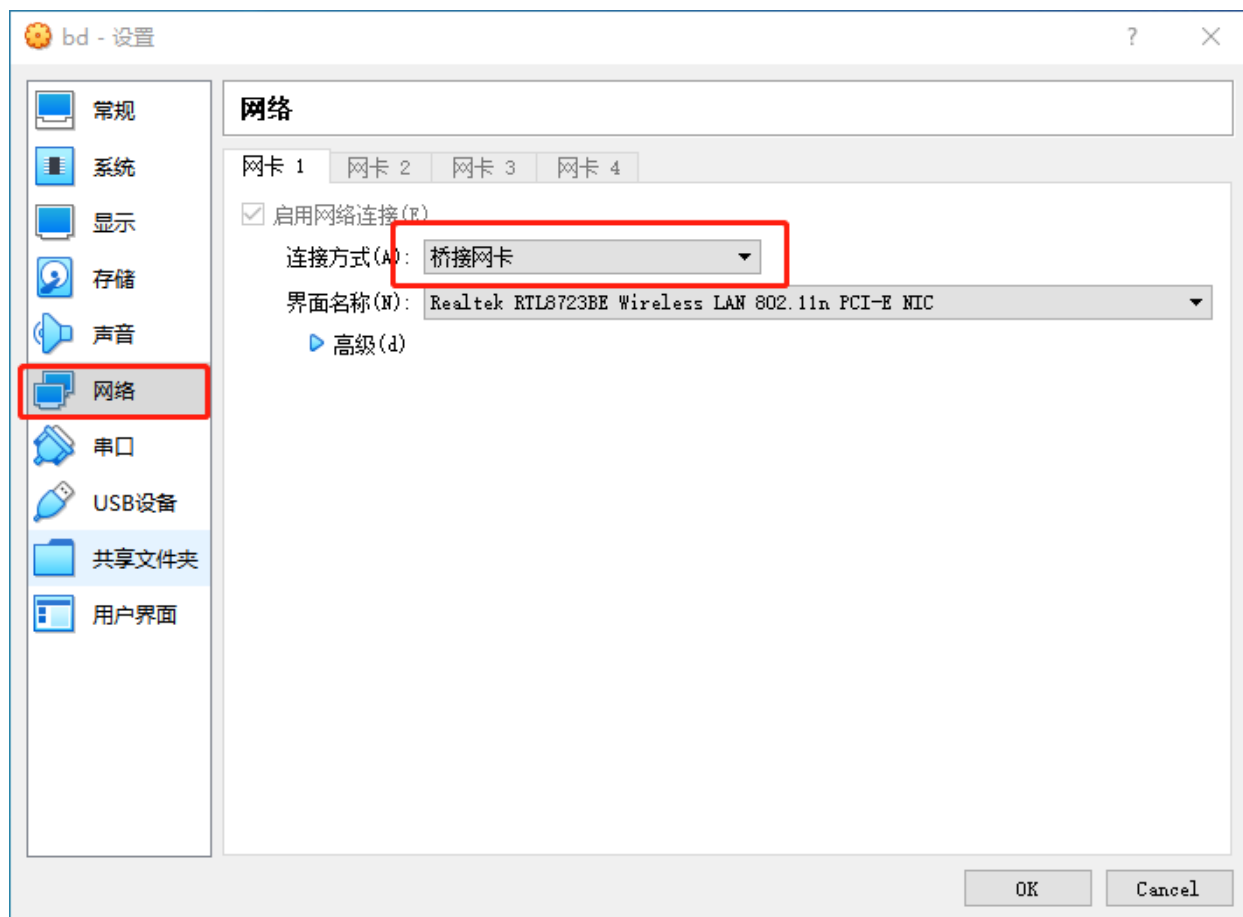 bd - 设置
常规
系统
显示
存储
声音
网络
串口
USB设备
共享文件夹
用户界面
网络
网卡 1 网卡 2 网卡 3 网卡 4
启用网络连接(E)
连接方式(A): 桥接网卡
界面名称(N): Realtek RTL8723BE Wireless LAN 802.11n PCI-E NIC
高级(d)
OK Cancel